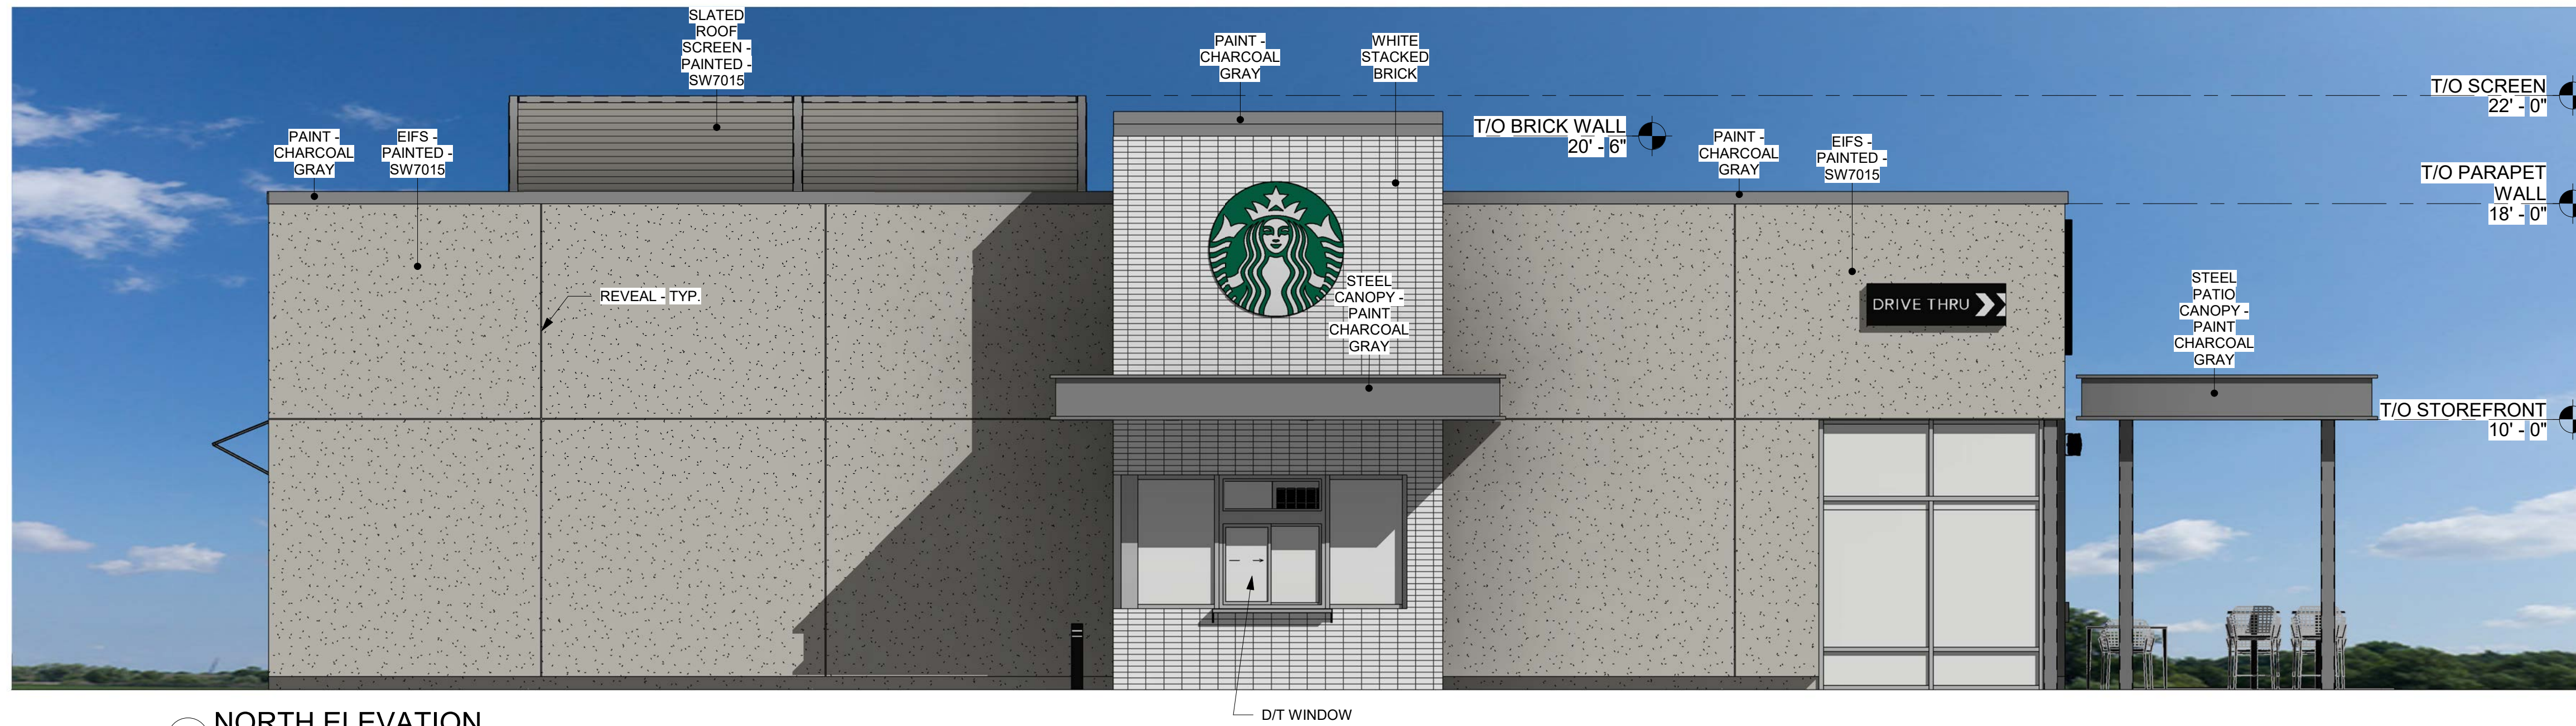 SLATED
ROOF
SCREEN -
PAINTED -
SW7015
PAINT -
CHARCOAL
GRAY
WHITE
STACKED
BRICK
T/O SCREEN
22' - 0"
PAINT -
CHARCOAL
GRAY
EIFS -
PAINTED -
SW7015
T/O BRICK WALL
20' - 6"
PAINT -
CHARCOAL
GRAY
EIFS -
PAINTED -
SW7015
T/O PARAPET
WALL
18' - 0"
REVEAL - TYP.
STEEL
CANOPY -
PAINT
CHARCOAL
GRAY
DRIVE THRU
STEEL
PATIO
CANOPY -
PAINT
CHARCOAL
GRAY
T/O STOREFRONT
10' - 0"
NORTH ELEVATION
D/T WINDOW